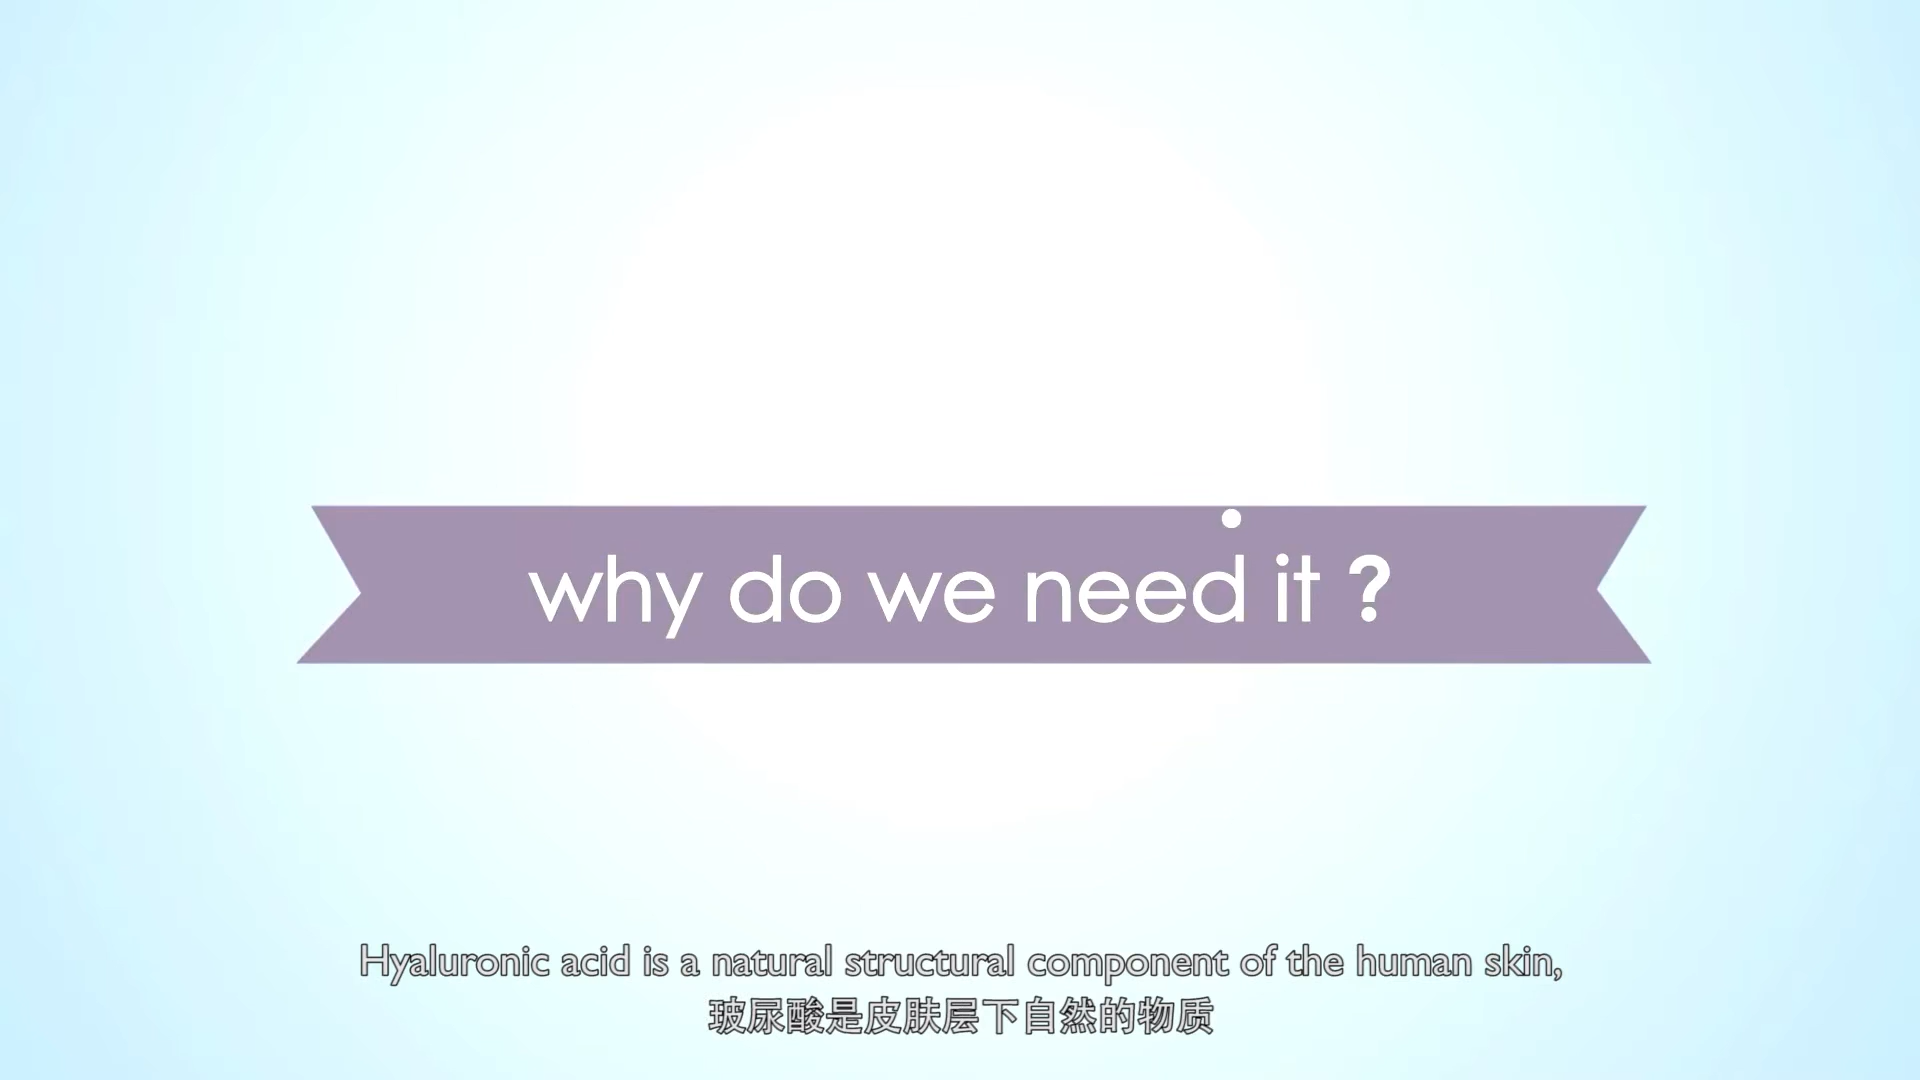 why do we need it ?
Hyaluronic acid is a natural structural component of the human skin,
玻尿酸是皮肤层下自然的物质